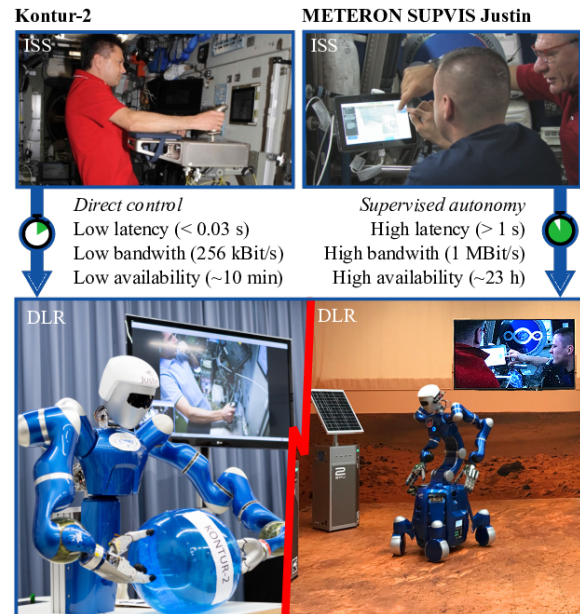 Kontur-2
METERON SUPVIS Justin
ISS
ISS
Direct control
Low latency (< 0.03 s)
Low bandwith (256 kBit/s)
Low availability (~10 min)
Supervised autonomy
High latency (> 1 s)
High bandwith (1 MBit/s)
High availability (~23 h)
DLR
DLR
KONTUR-2
2